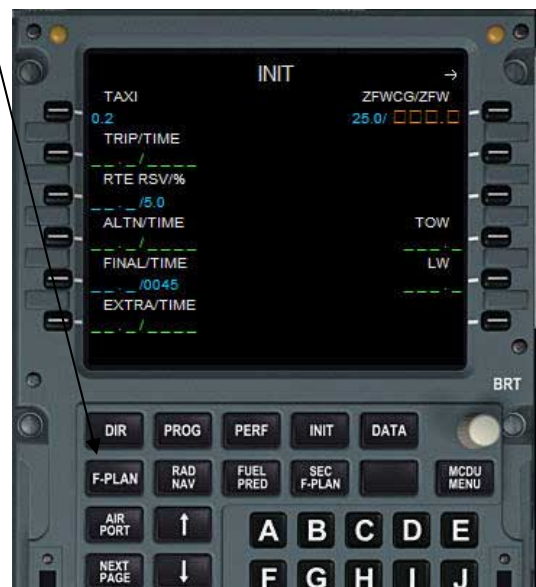 INIT →
TAXI ZFWCG/ZFW
0.2 25.0/ □□□.□
TRIP/TIME
_ _ . _ / _ _ _ _
RTE RSV/%
_ _ . _ /5.0
ALTN/TIME TOW
_ _ . _ / _ _ _ _ _ _ _ . _
FINAL/TIME LW
_ _ . _ /0045 _ _ _ . _
EXTRA/TIME
_ _ . _ / _ _ _ _
BRT
DIR PROG PERF INIT DATA
F-PLAN RAD NAV FUEL PRED SEC F-PLAN MCDU MENU
AIR PORT ↑ A B C D E
NEXT PAGE ↓ F G H I J